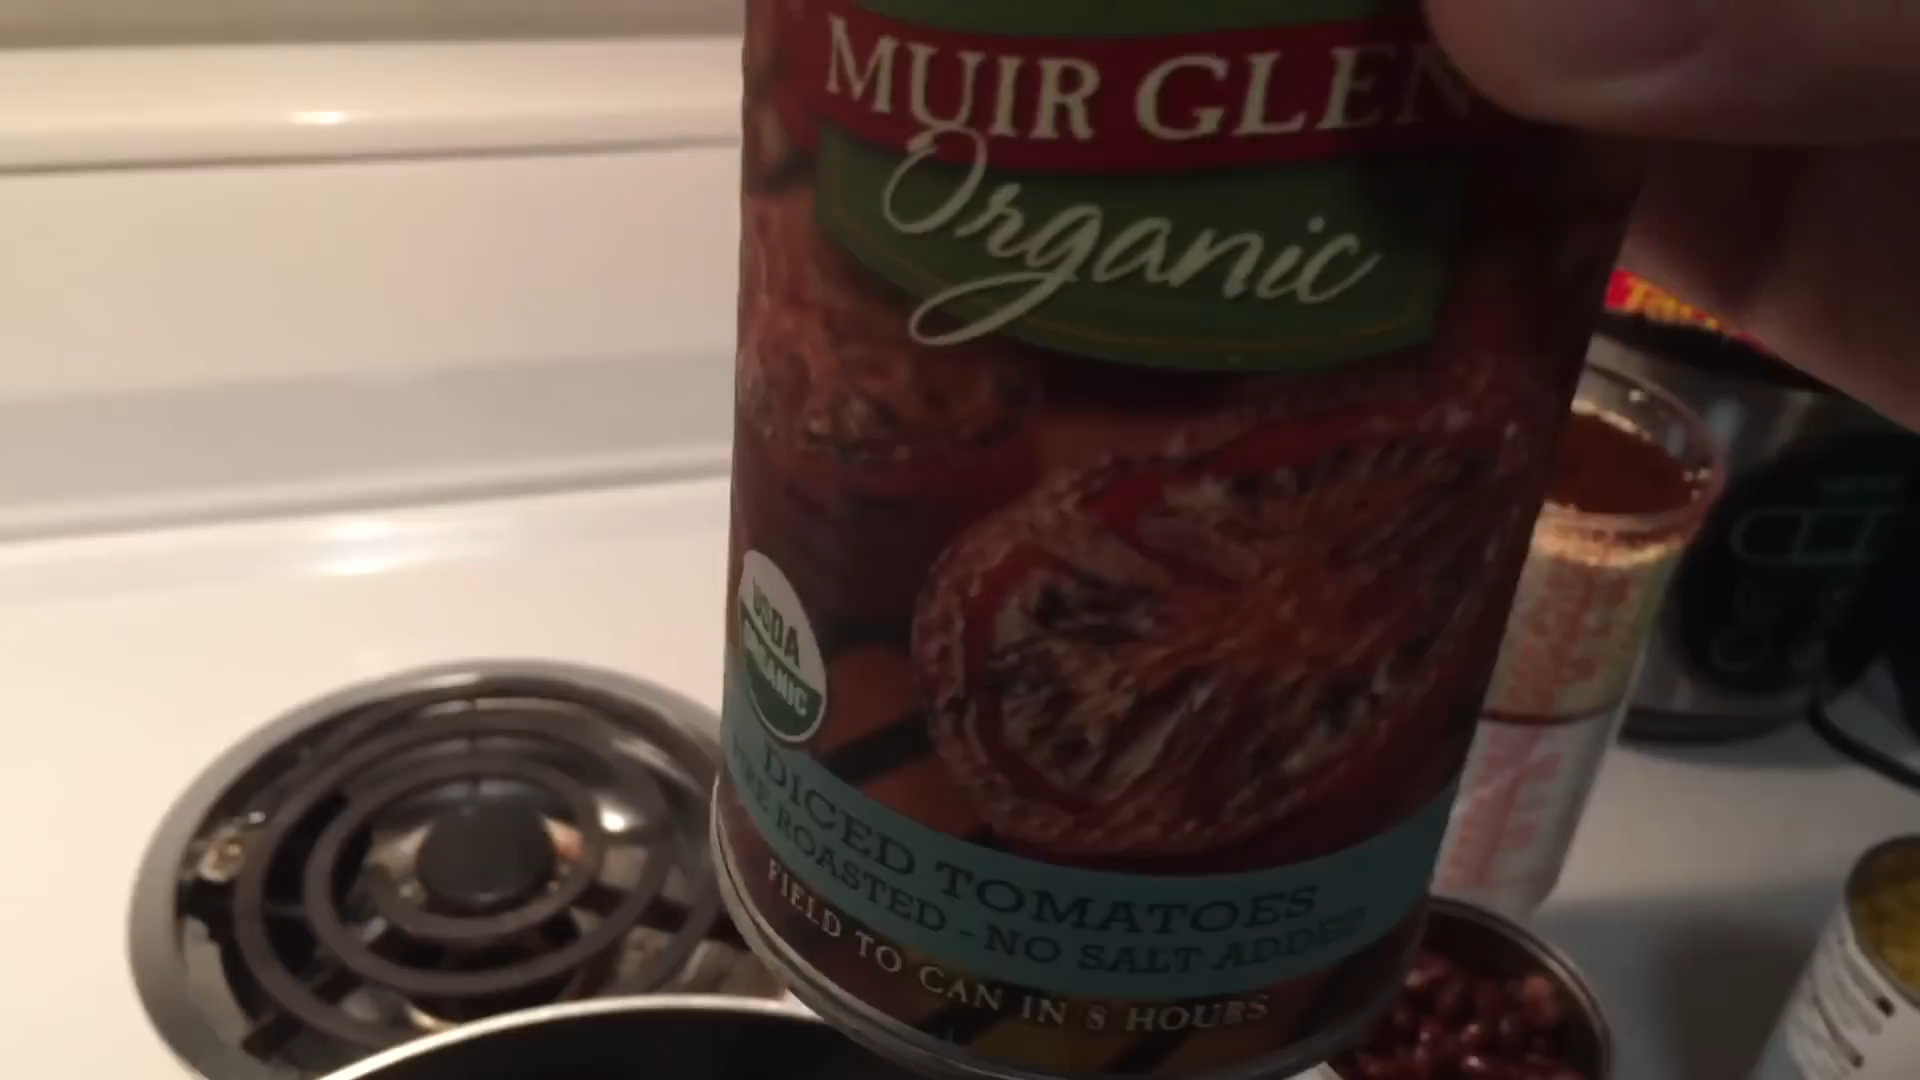 MUIR GLEN
Organic
USDA
ORGANIC
DICED TOMATOES
FIRE ROASTED - NO SALT ADDED
FIELD TO CAN IN 8 HOURS